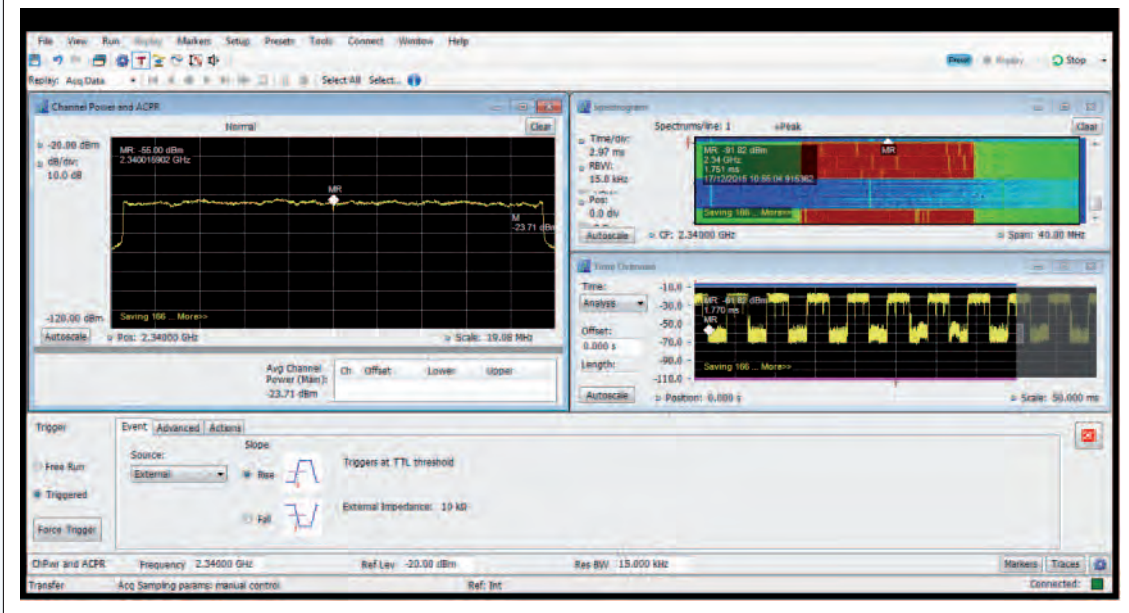 File View Run Replay Markers Setup Presets Tools Connect Window Help
Replay: Acq Data Select All Select... Stop
Preset Replay
Channel Power and ACPR
Normal
Clear
-20.00 dBm
dB/div:
10.0 dB
MR: -55.00 dBm
2.340015902 GHz
MR
M
-23.71 dBm
Saving 166 ... More>>
-120.00 dBm
Autoscale
Pos: 2.34000 GHz
Scale: 19.08 MHz
Avg Channel
Power (Main):
-23.71 dBm
Ch Offset Lower Upper
Spectrogram
Spectrums/line: 1
+Peak
Clear
Time/div:
2.97 ms
RBW:
15.0 kHz
Pos:
0.0 div
MR: -91.82 dBm
2.34 GHz
1.751 ms
MR
Saving 166 ... More>>
Autoscale
CF: 2.34000 GHz
Span: 40.00 MHz
Time Overview
Time:
Analysis
Offset:
0.000 s
Length:
-10.0
-30.0
-50.0
-70.0
-90.0
-110.0
1.770 ms
MR
Saving 166 ... More>>
Autoscale
Position: 0.000 s
Scale: 50.000 ms
Trigger
Free Run
Triggered
Force Trigger
Event Advanced Actions
Source:
External
Slope
Rise
Fall
Triggers at TTL threshold
External Impedance: 10 kΩ
ChPwr and ACPR Frequency 2.34000 GHz Ref Lev -20.00 dBm Res BW 15.000 kHz Markers Traces
Transfer Acq Sampling params: manual control Ref: Int Connected: